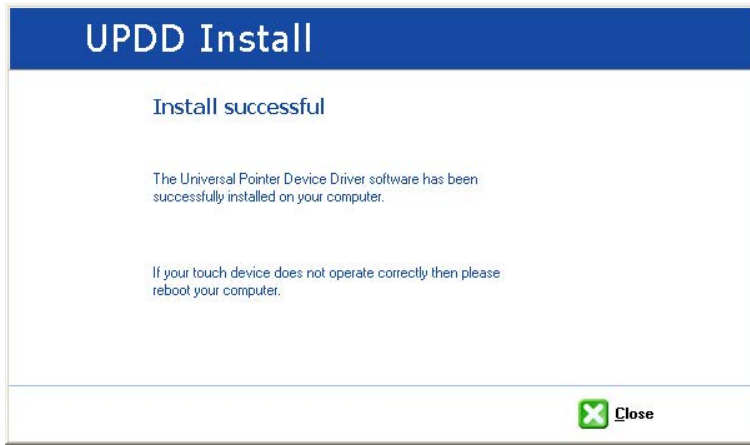 UPDD Install
Install successful
The Universal Pointer Device Driver software has been
successfully installed on your computer.
If your touch device does not operate correctly then please
reboot your computer.
Close